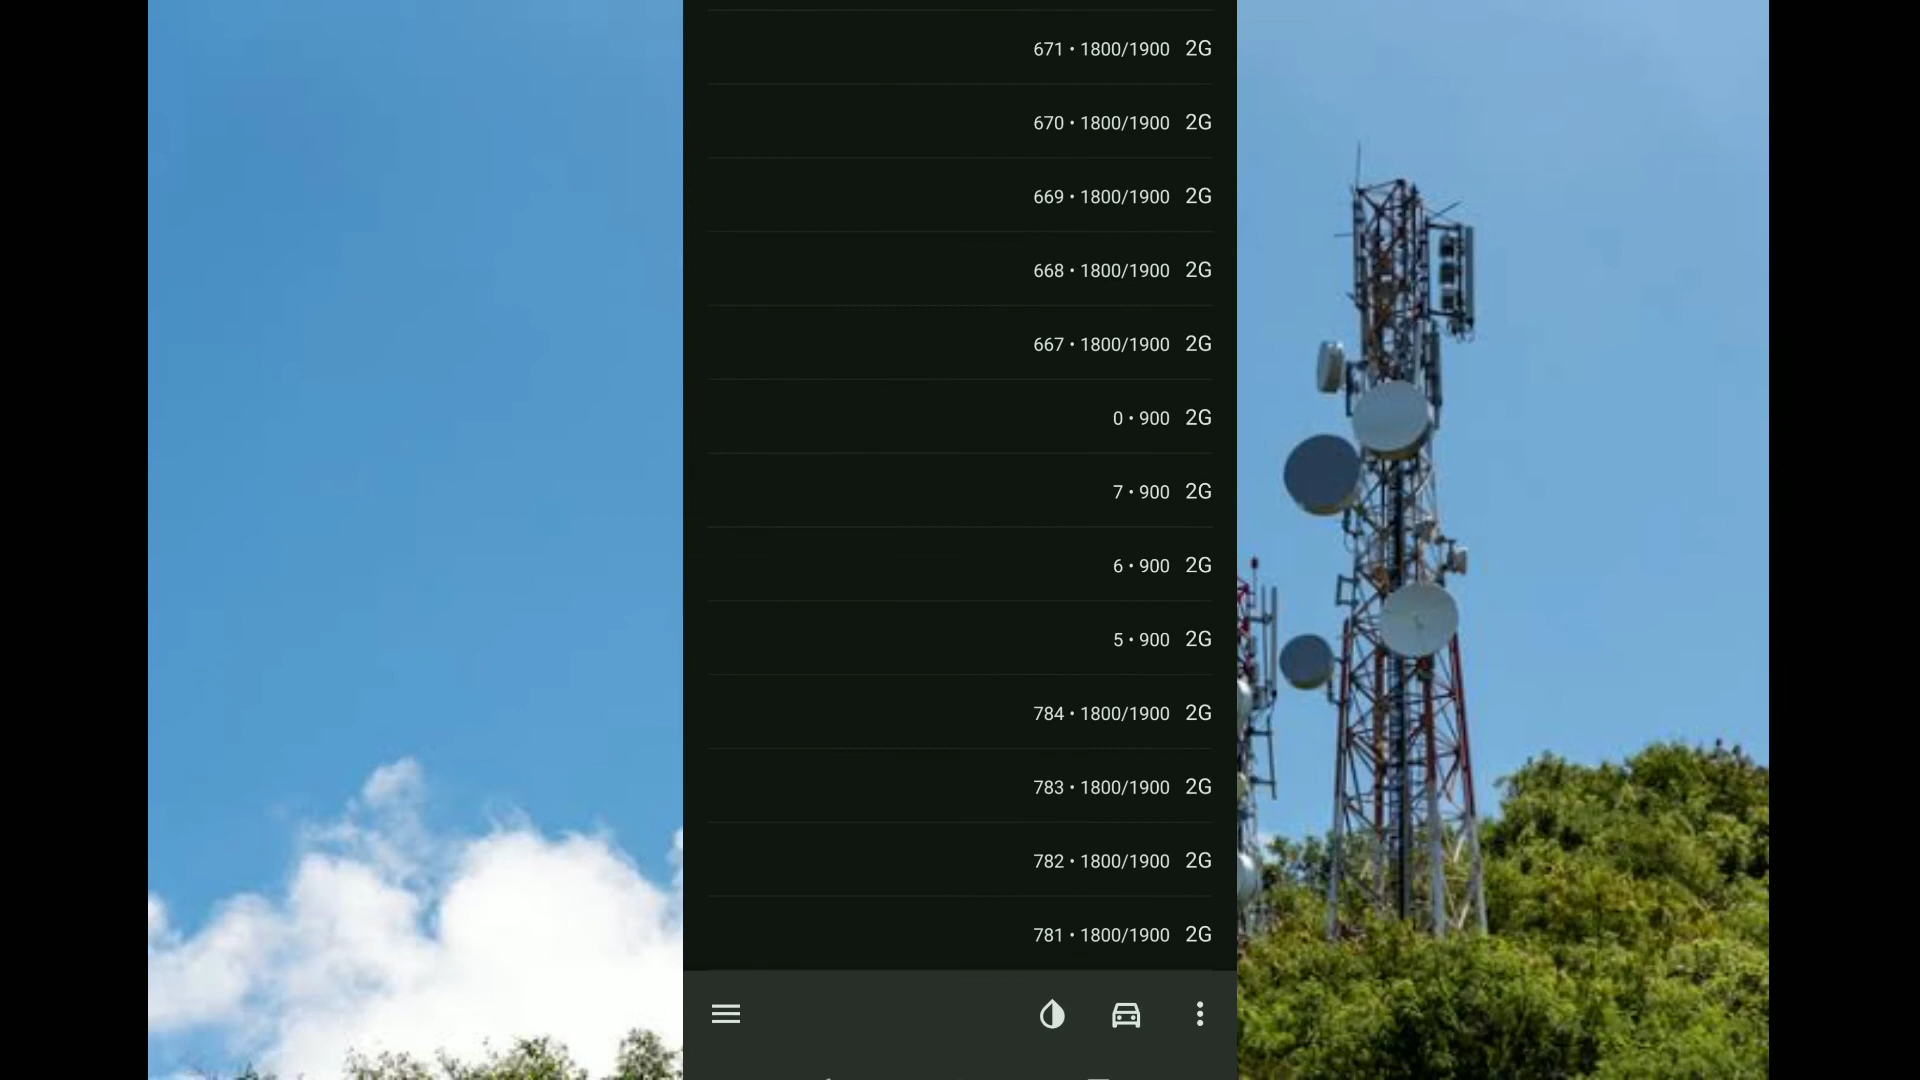 671 • 1800/1900 2G
670 • 1800/1900 2G
669 • 1800/1900 2G
668 • 1800/1900 2G
667 • 1800/1900 2G
0 • 900 2G
7 • 900 2G
6 • 900 2G
5 • 900 2G
784 • 1800/1900 2G
783 • 1800/1900 2G
782 • 1800/1900 2G
781 • 1800/1900 2G